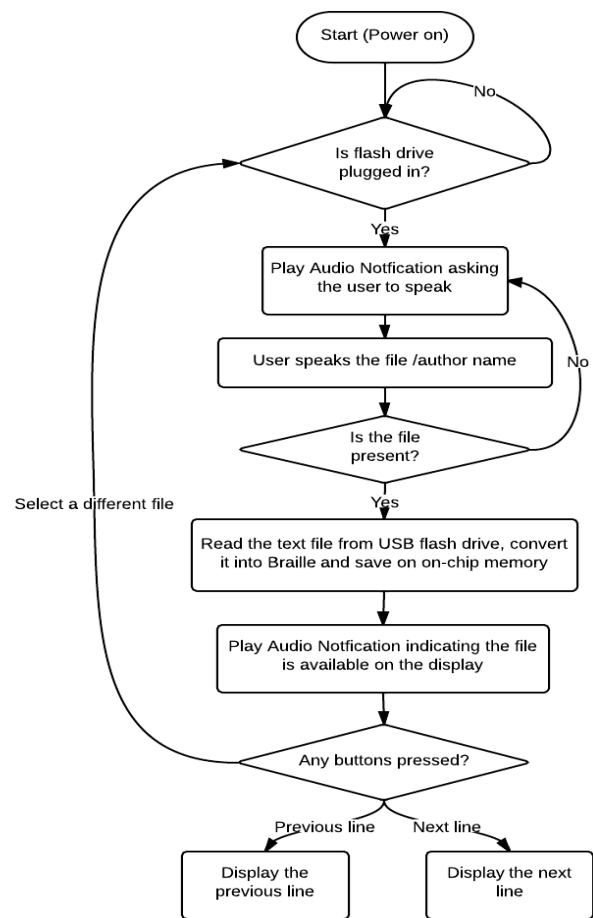 Start (Power on)
No
Is flash drive
plugged in?
Yes
Play Audio Notfication asking
the user to speak
User speaks the file /author name
No
Is the file
present?
Yes
Select a different file
Read the text file from USB flash drive, convert
it into Braille and save on on-chip memory
Play Audio Notfication indicating the file
is available on the display
Any buttons pressed?
Previous line
Next line
Display the
previous line
Display the next
line